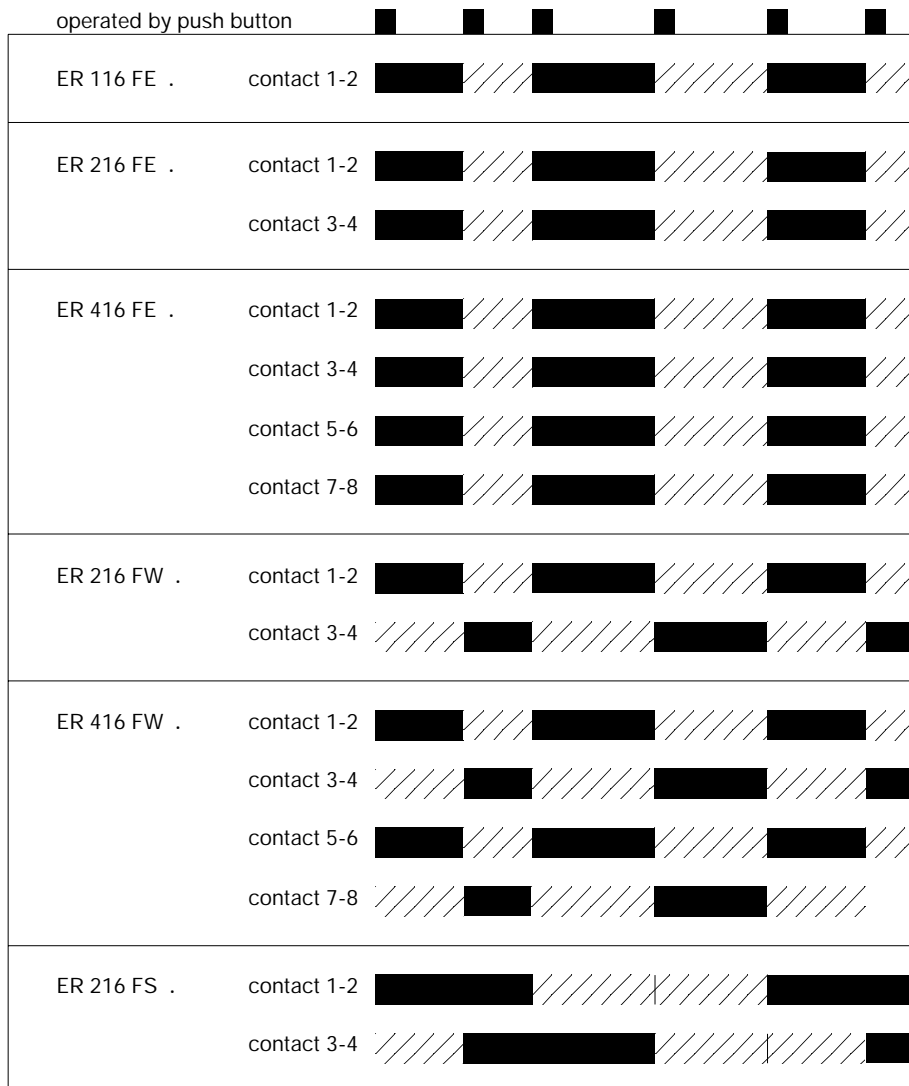 operated by push button
ER 116 FE . contact 1-2
ER 216 FE . contact 1-2
contact 3-4
ER 416 FE . contact 1-2
contact 3-4
contact 5-6
contact 7-8
ER 216 FW . contact 1-2
contact 3-4
ER 416 FW . contact 1-2
contact 3-4
contact 5-6
contact 7-8
ER 216 FS . contact 1-2
contact 3-4